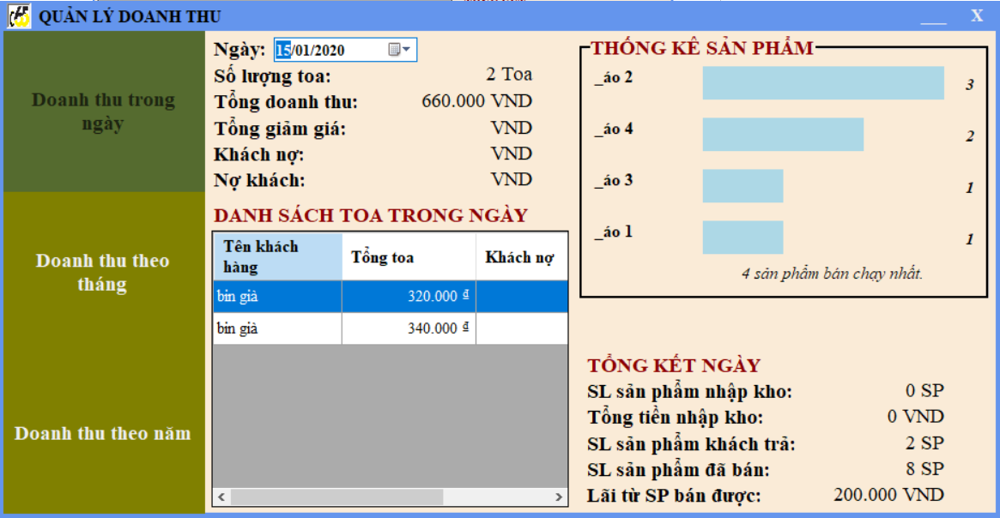 QUẢN LÝ DOANH THU
X
Doanh thu trong
ngày
Doanh thu theo
tháng
Doanh thu theo năm
Ngày: 15/01/2020
Số lượng toa: 2 Toa
Tổng doanh thu: 660.000 VND
Tổng giảm giá: VND
Khách nợ: VND
Nợ khách: VND
DANH SÁCH TOA TRONG NGÀY
Tên khách
hàng
Tổng toa
Khách nợ
bin già 320.000 ₫
bin già 340.000 ₫
THỐNG KÊ SẢN PHẨM
_áo 2 3
_áo 4 2
_áo 3 1
_áo 1 1
4 sản phẩm bán chạy nhất.
TỔNG KẾT NGÀY
SL sản phẩm nhập kho: 0 SP
Tổng tiền nhập kho: 0 VND
SL sản phẩm khách trả: 2 SP
SL sản phẩm đã bán: 8 SP
Lãi từ SP bán được: 200.000 VND